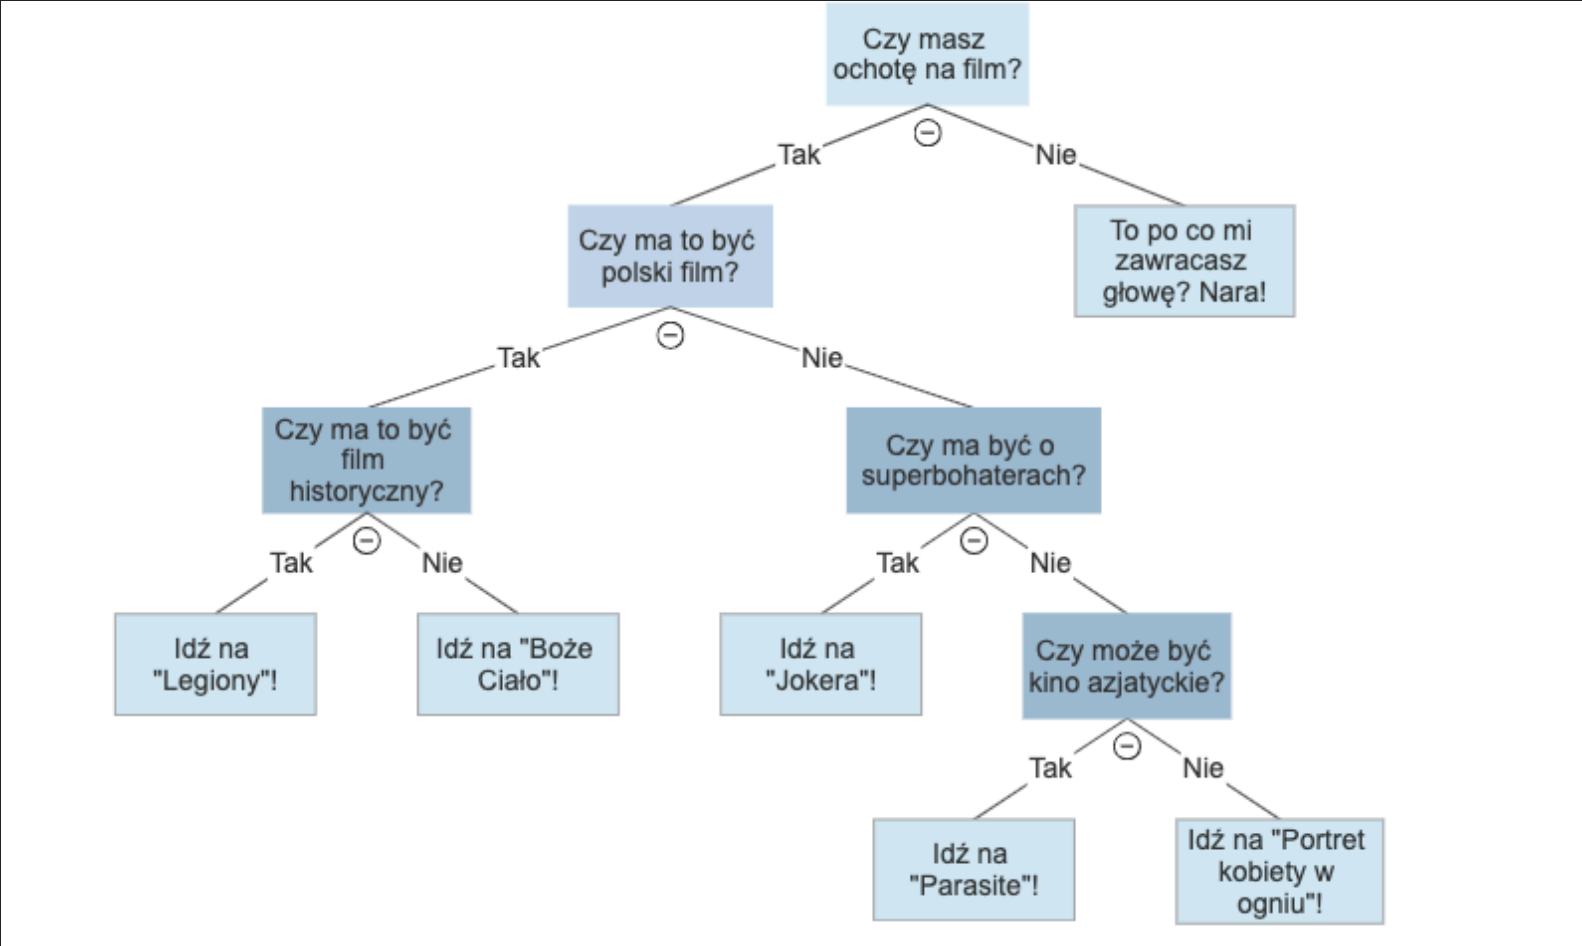 Czy masz
ochotę na film?
Tak
Nie
Czy ma to być
polski film?
To po co mi
zawracasz
głowę? Nara!
Tak
Nie
Czy ma to być
film
historyczny?
Czy ma być o
superbohaterach?
Tak
Nie
Tak
Nie
Idź na
"Legiony"!
Idź na "Boże
Ciało"!
Idź na
"Jokera"!
Czy może być
kino azjatyckie?
Tak
Nie
Idź na
"Parasite"!
Idź na "Portret
kobiety w
ogniu"!